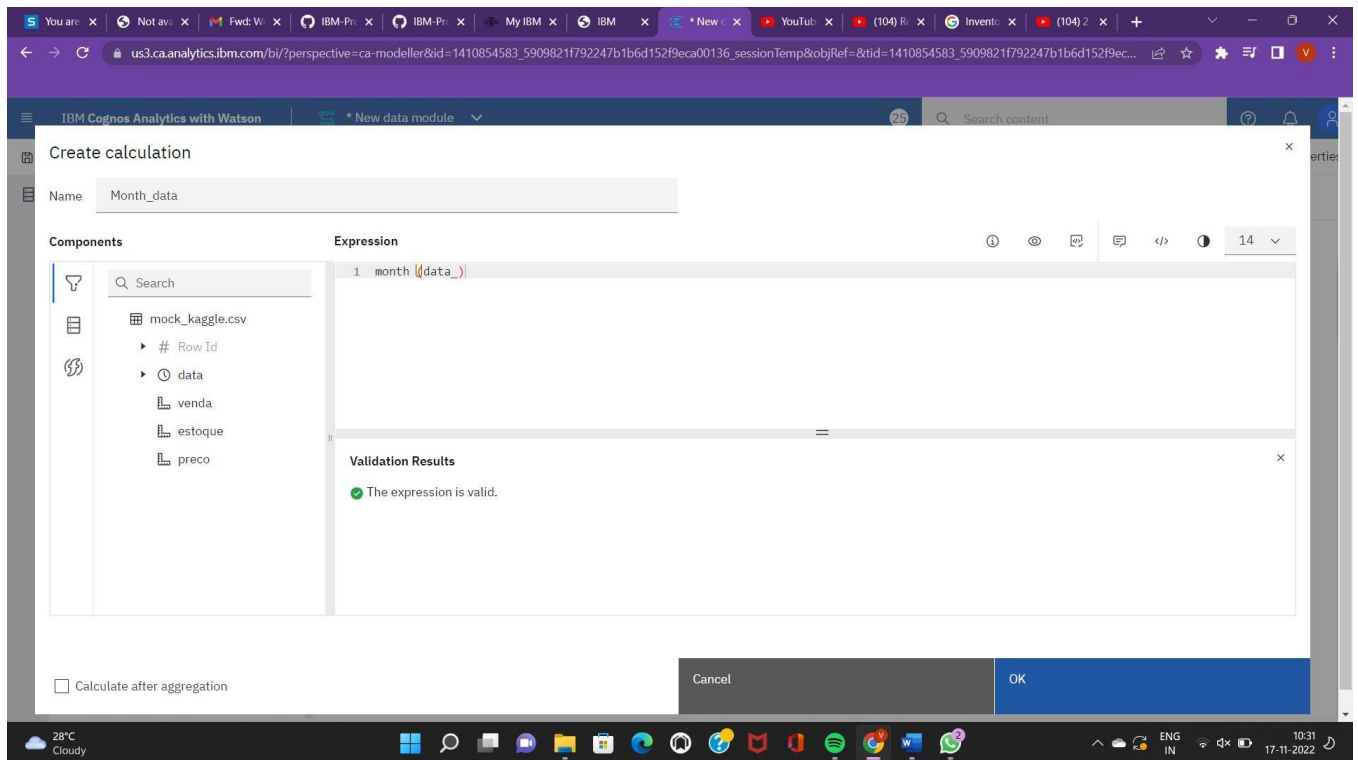 You are
Not ava
Fwd: W
IBM-Pr
IBM-Pr
My IBM
IBM
* New
YouTub
(104) R
Invento
(104) 2
us3.ca.analytics.ibm.com/bi/?perspective=ca-modeller&id=1410854583_5909821f792247b1b6d152f9eca00136_sessionTemp&objRef=&tid=1410854583_5909821f792247b1b6d152f9ec...
V
IBM Cognos Analytics with Watson
* New data module
25
Search content
Create calculation
erties
Name
Month_data
Components
Expression
14
Search
1 month (data_)
mock_kaggle.csv
# Row Id
data
venda
estoque
preco
Validation Results
The expression is valid.
Calculate after aggregation
Cancel
OK
28°C
Cloudy
2
ENG
IN
10:31
17-11-2022